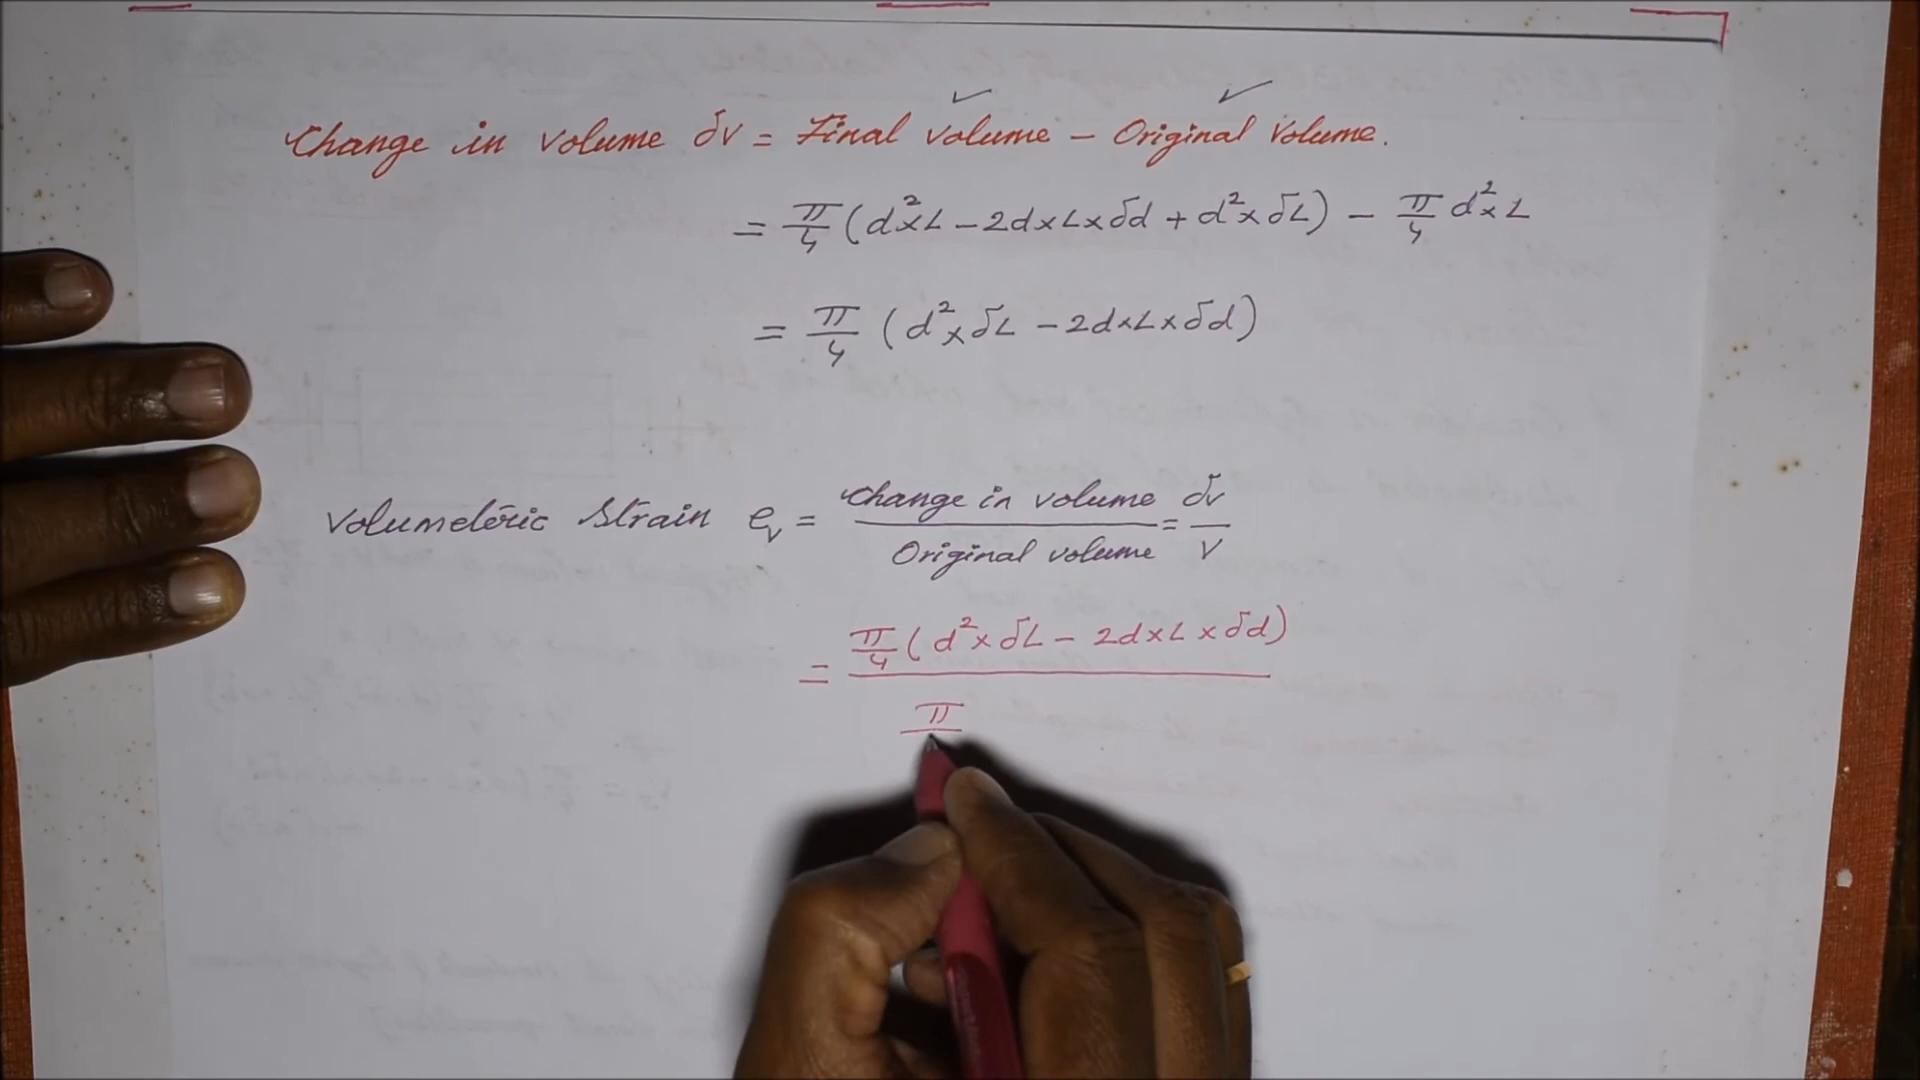 Change in volume δV = Final volume - Original Volume.
= π/4 (d² × L - 2d × L × δd + d² × δL) - π/4 d² × L
= π/4 (d² × δL - 2d × L × δd)
Volumetric Strain e_v = Change in volume / Original volume = δv / V
= π/4 (d² × δL - 2d × L × δd) /
π